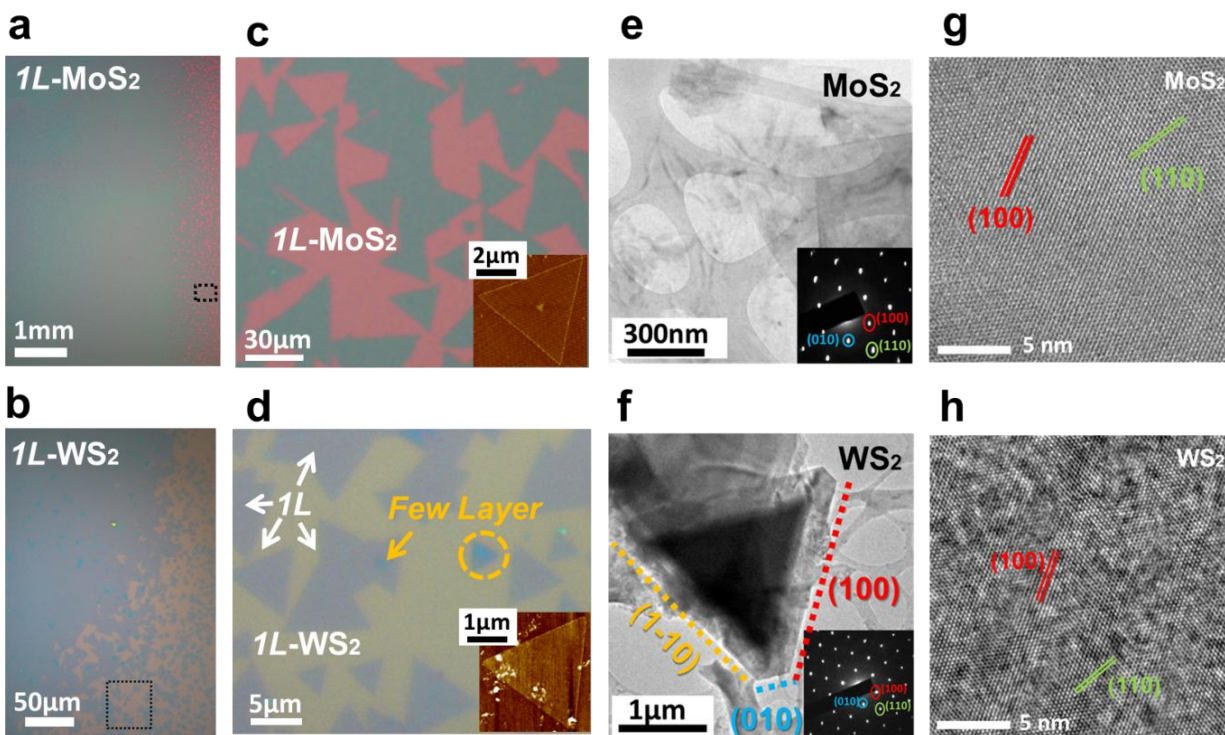 a
1L-MoS₂
1mm
c
1L-MoS₂
2μm
30μm
e
MoS₂
(100)
(010)
(110)
300nm
g
MoS₂
(100)
(110)
5 nm
b
1L-WS₂
50μm
d
1L
Few Layer
1L-WS₂
1μm
5μm
f
WS₂
(100)
(1-10)
(010)
(100)
(010)
(110)
1μm
h
WS₂
(100)
(110)
5 nm